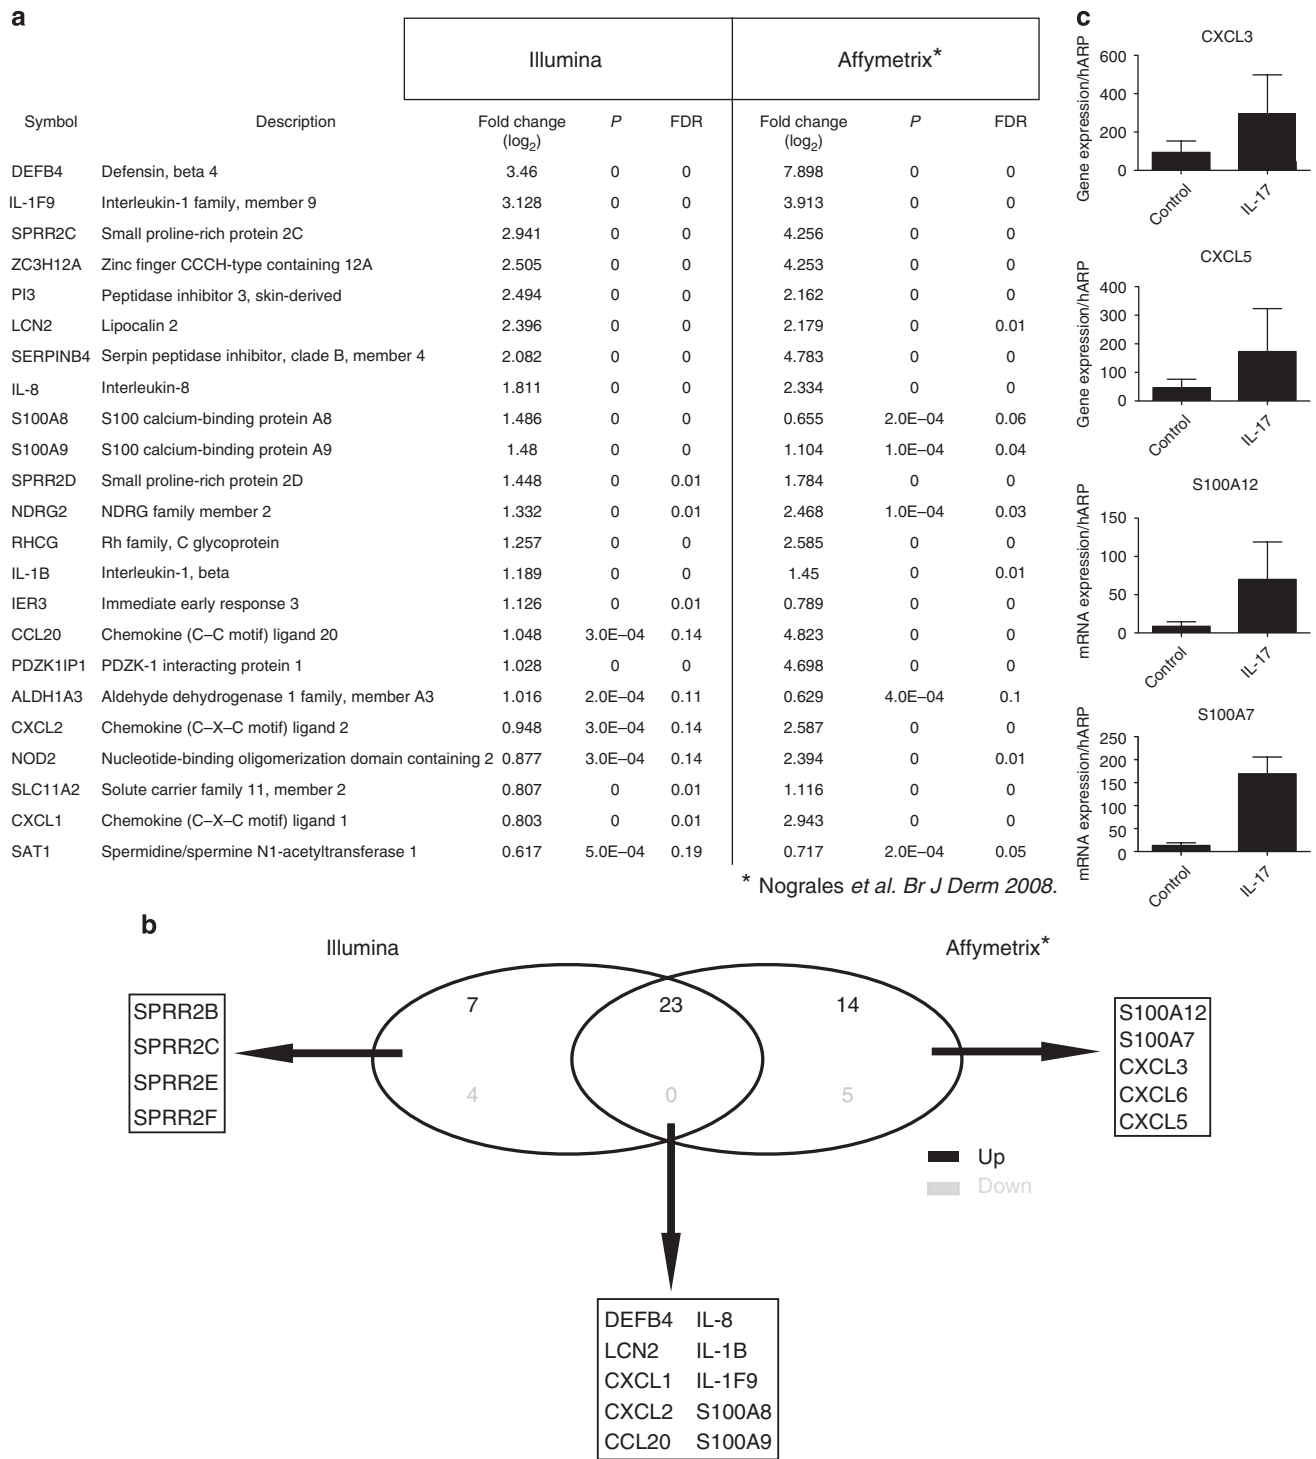 a
Illumina Affymetrix*
Symbol Description Fold change (log2) P FDR Fold change (log2) P FDR
DEFB4 Defensin, beta 4 3.46 0 0 7.898 0 0
IL-1F9 Interleukin-1 family, member 9 3.128 0 0 3.913 0 0
SPRR2C Small proline-rich protein 2C 2.941 0 0 4.256 0 0
ZC3H12A Zinc finger CCCH-type containing 12A 2.505 0 0 4.253 0 0
PI3 Peptidase inhibitor 3, skin-derived 2.494 0 0 2.162 0 0
LCN2 Lipocalin 2 2.396 0 0 2.179 0 0.01
SERPINB4 Serpin peptidase inhibitor, clade B, member 4 2.082 0 0 4.783 0 0
IL-8 Interleukin-8 1.811 0 0 2.334 0 0
S100A8 S100 calcium-binding protein A8 1.486 0 0 0.655 2.0E–04 0.06
S100A9 S100 calcium-binding protein A9 1.48 0 0 1.104 1.0E–04 0.04
SPRR2D Small proline-rich protein 2D 1.448 0 0.01 1.784 0 0
NDRG2 NDRG family member 2 1.332 0 0.01 2.468 1.0E–04 0.03
RHCG Rh family, C glycoprotein 1.257 0 0 2.585 0 0
IL-1B Interleukin-1, beta 1.189 0 0 1.45 0 0.01
IER3 Immediate early response 3 1.126 0 0.01 0.789 0 0
CCL20 Chemokine (C–C motif) ligand 20 1.048 3.0E–04 0.14 4.823 0 0
PDZK1IP1 PDZK-1 interacting protein 1 1.028 0 0 4.698 0 0
ALDH1A3 Aldehyde dehydrogenase 1 family, member A3 1.016 2.0E–04 0.11 0.629 4.0E–04 0.1
CXCL2 Chemokine (C–X–C motif) ligand 2 0.948 3.0E–04 0.14 2.587 0 0
NOD2 Nucleotide-binding oligomerization domain containing 2 0.877 3.0E–04 0.14 2.394 0 0.01
SLC11A2 Solute carrier family 11, member 2 0.807 0 0.01 1.116 0 0
CXCL1 Chemokine (C–X–C motif) ligand 1 0.803 0 0.01 2.943 0 0
SAT1 Spermidine/spermine N1-acetyltransferase 1 0.617 5.0E–04 0.19 0.717 2.0E–04 0.05
* Nograles et al. Br J Derm 2008.
c
CXCL3
Gene expression/hARP
600
400
200
0
Control IL-17
CXCL5
Gene expression/hARP
400
300
200
100
0
Control IL-17
S100A12
mRNA expression/hARP
150
100
50
0
Control IL-17
S100A7
mRNA expression/hARP
250
200
150
100
50
0
Control IL-17
b
Illumina Affymetrix*
7 23 14
4 0 5
SPRR2B
SPRR2C
SPRR2E
SPRR2F
S100A12
S100A7
CXCL3
CXCL6
CXCL5
Up
Down
DEFB4 IL-8
LCN2 IL-1B
CXCL1 IL-1F9
CXCL2 S100A8
CCL20 S100A9